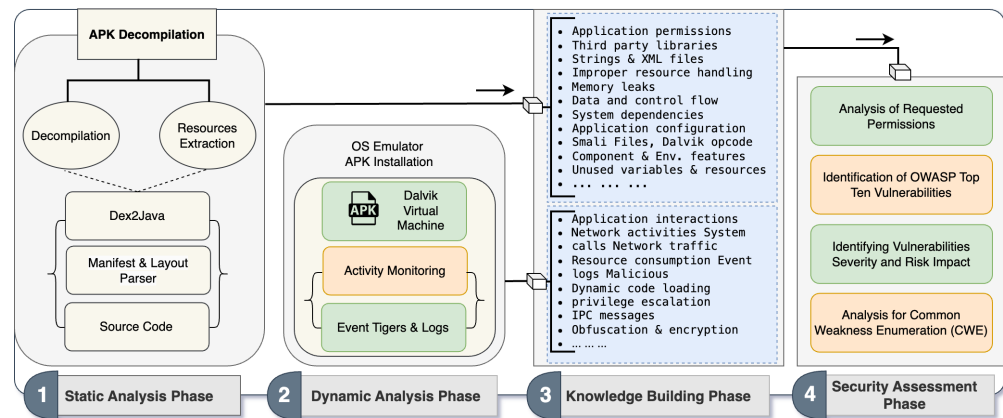 APK Decompilation
Decompilation
Resources
Extraction
Dex2Java
Manifest & Layout
Parser
Source Code
OS Emulator
APK Installation
APK
Dalvik
Virtual
Machine
Activity Monitoring
Event Tigers & Logs
• Application permissions
• Third party libraries
• Strings & XML files
• Improper resource handling
• Memory leaks
• Data and control flow
• System dependencies
• Application configuration
• Smali Files, Dalvik opcode
• Component & Env. features
• Unused variables & resources
• ... ... ...
• Application interactions
• Network activities System
• calls Network traffic
• Resource consumption Event
• logs Malicious
• Dynamic code loading
• privilege escalation
• IPC messages
• Obfuscation & encryption
• ... ... ...
Analysis of Requested
Permissions
Identification of OWASP Top
Ten Vulnerabilities
Identifying Vulnerabilities
Severity and Risk Impact
Analysis for Common
Weakness Enumeration (CWE)
1 Static Analysis Phase
2 Dynamic Analysis Phase
3 Knowledge Building Phase
4 Security Assessment
Phase